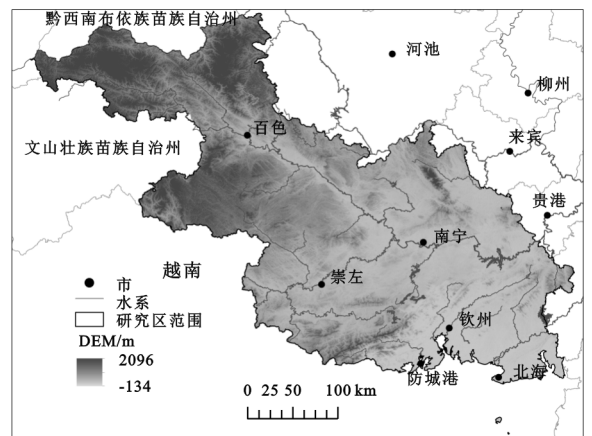 黔西南布依族苗族自治州
河池
柳州
百色
来宾
文山壮族苗族自治州
贵港
南宁
越南
崇左
市
水系
研究区范围
钦州
DEM/m
2096
-134
防城港
北海
0 25 50 100 km